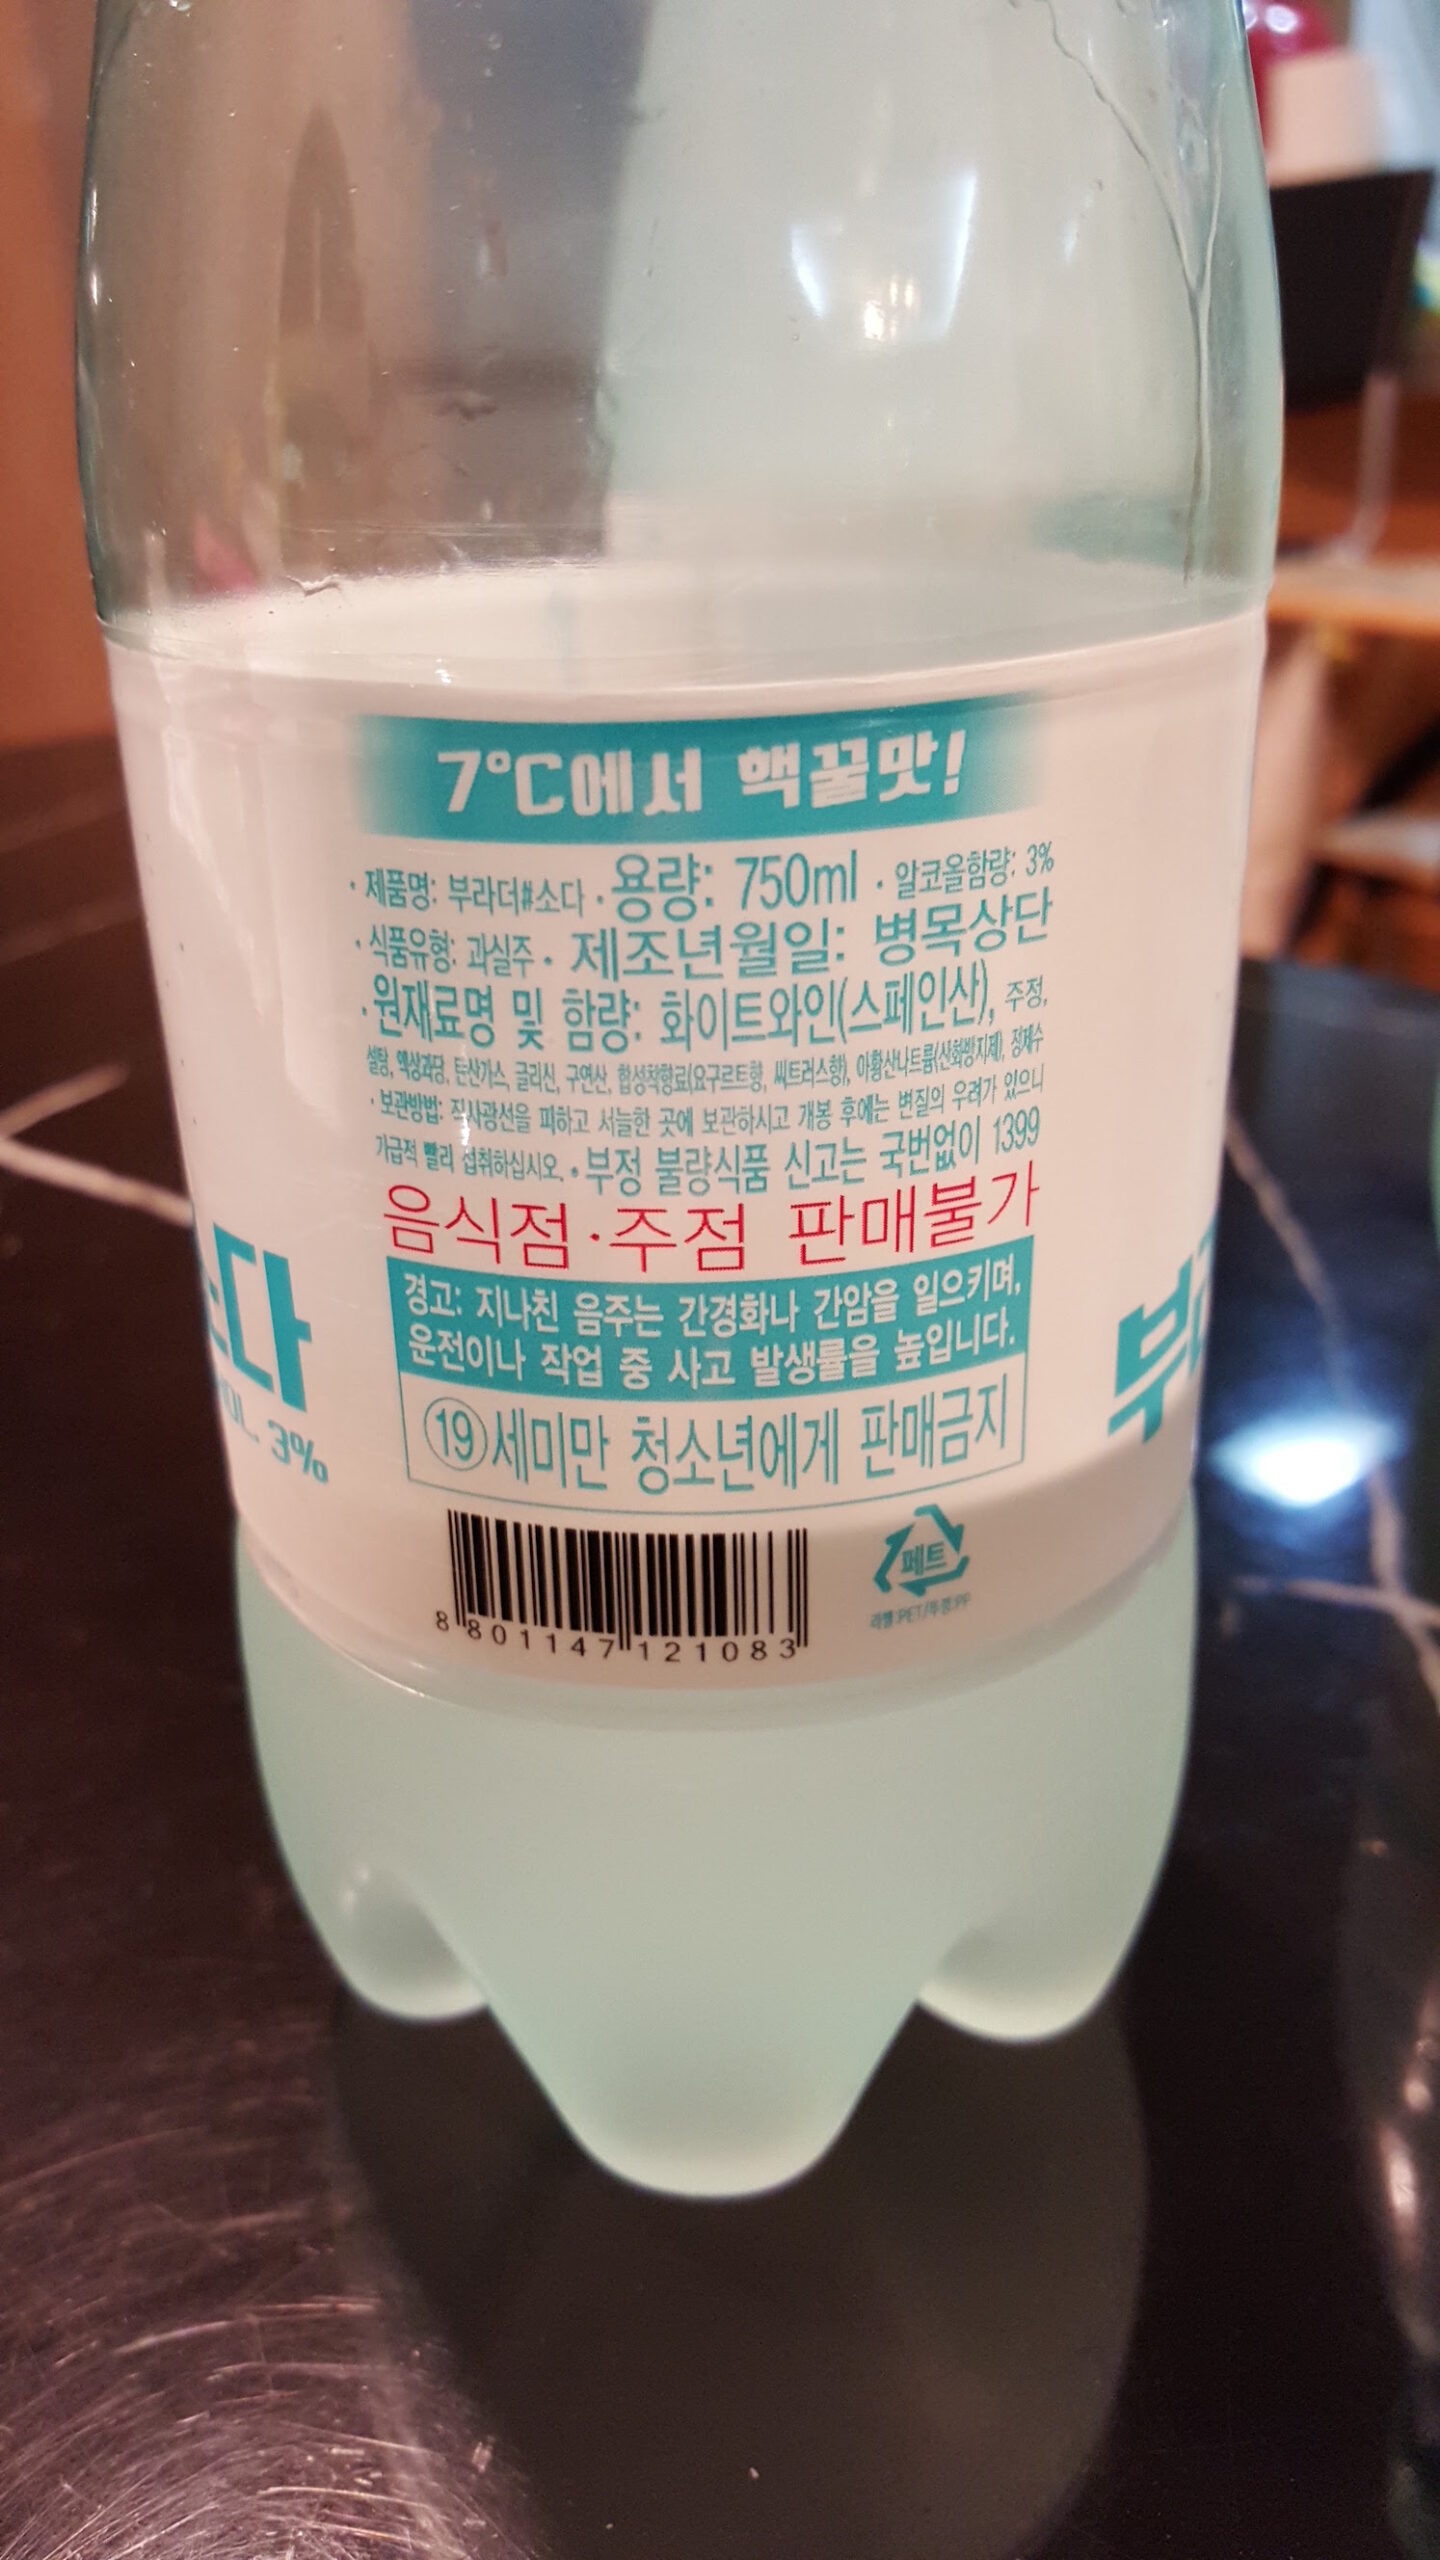 7℃에서 핵꿀맛!
· 제품명: 부라더#소다 · 용량: 750ml · 알코올함량: 3%
· 식품유형: 과실주 · 제조년월일: 병목상단
· 원재료명 및 함량: 화이트와인(스페인산), 주정,
설탕, 액상과당, 탄산가스, 글리신, 구연산, 합성착향료(요구르트향, 씨트러스향), 아황산나트륨(산화방지제), 정제수
· 보관방법: 직사광선을 피하고 서늘한 곳에 보관하시고 개봉 후에는 변질의 우려가 있으니
가급적 빨리 섭취하십시오. · 부정 불량식품 신고는 국번없이 1399
음식점·주점 판매불가
경고: 지나친 음주는 간경화나 간암을 일으키며,
운전이나 작업 중 사고 발생률을 높입니다.
19세미만 청소년에게 판매금지
다
3%
부
페트
라벨:PET/뚜껑:PP
8 801147 121083